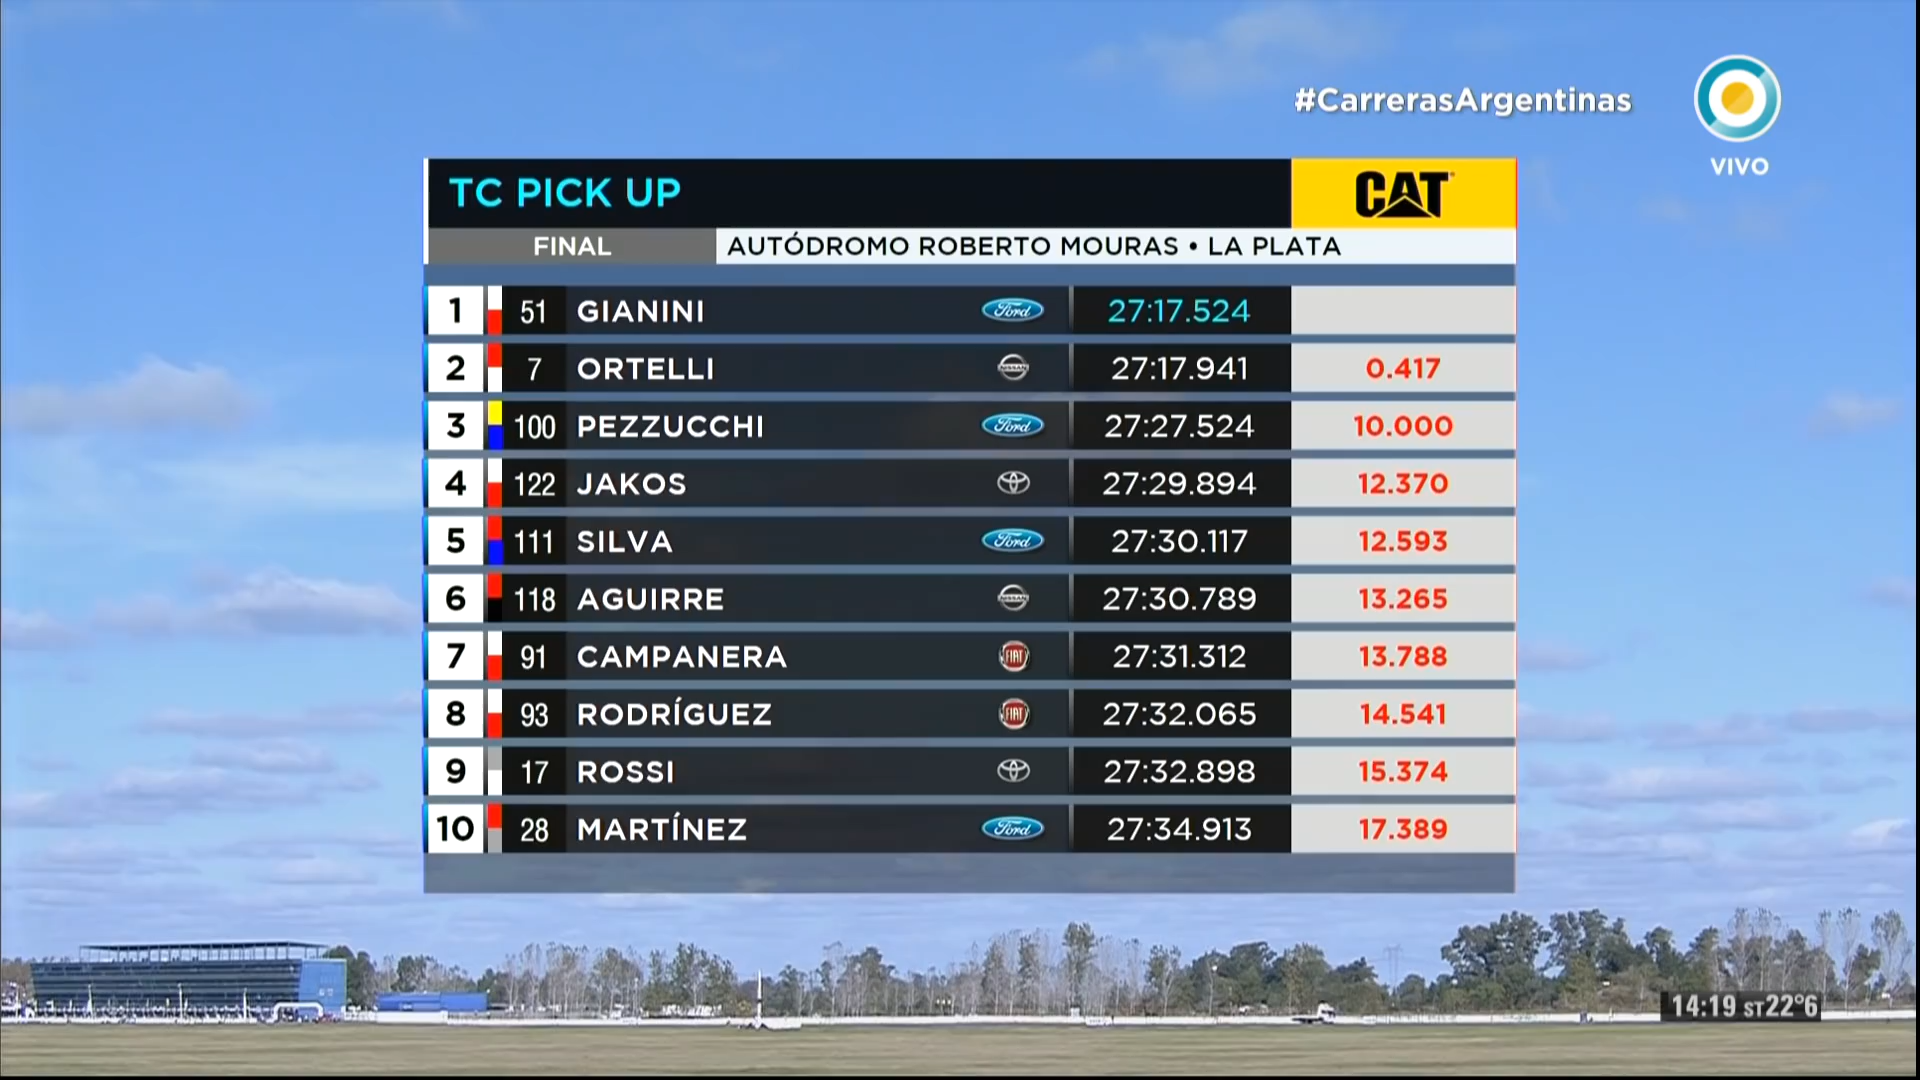 #CarrerasArgentinas
VIVO
TC PICK UP
CAT
FINAL AUTÓDROMO ROBERTO MOURAS • LA PLATA
1 51 GIANINI Ford 27:17.524
2 7 ORTELLI NISSAN 27:17.941 0.417
3 100 PEZZUCCHI Ford 27:27.524 10.000
4 122 JAKOS 27:29.894 12.370
5 111 SILVA Ford 27:30.117 12.593
6 118 AGUIRRE NISSAN 27:30.789 13.265
7 91 CAMPANERA FIAT 27:31.312 13.788
8 93 RODRÍGUEZ FIAT 27:32.065 14.541
9 17 ROSSI 27:32.898 15.374
10 28 MARTÍNEZ Ford 27:34.913 17.389
14:19 ST22°6